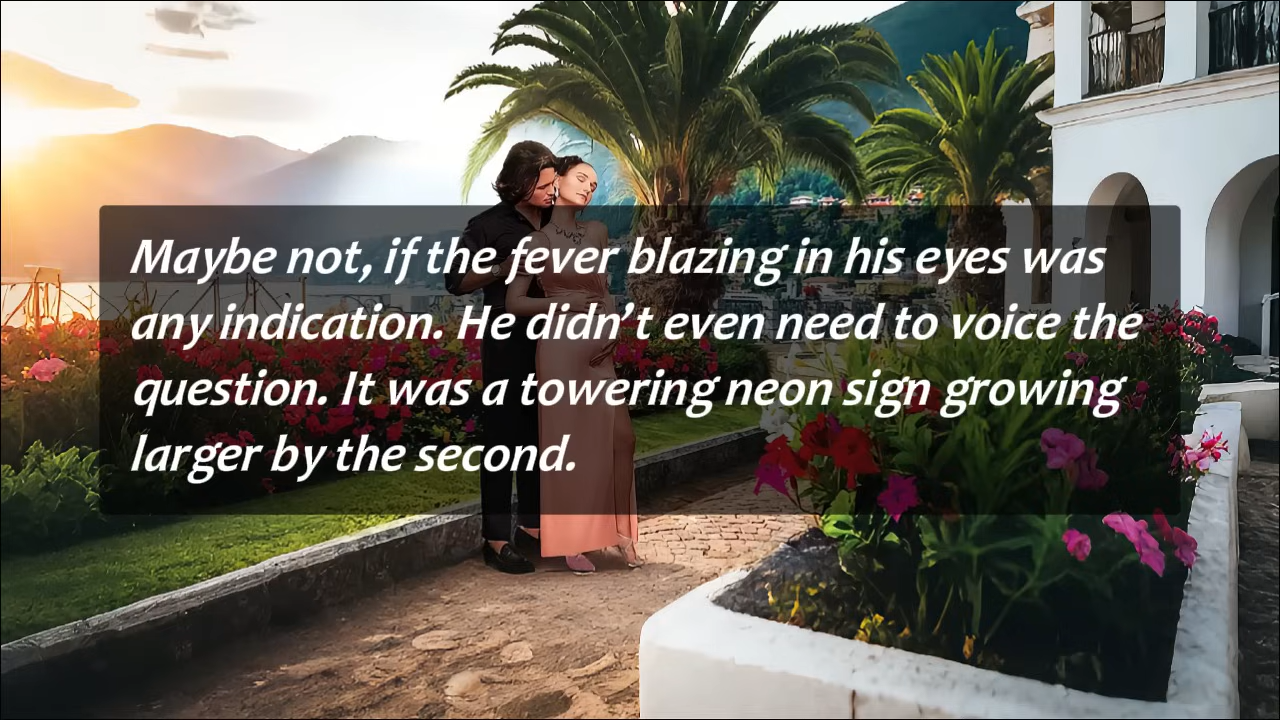 Maybe not, if the fever blazing in his eyes was
any indication. He didn’t even need to voice the
question. It was a towering neon sign growing
larger by the second.